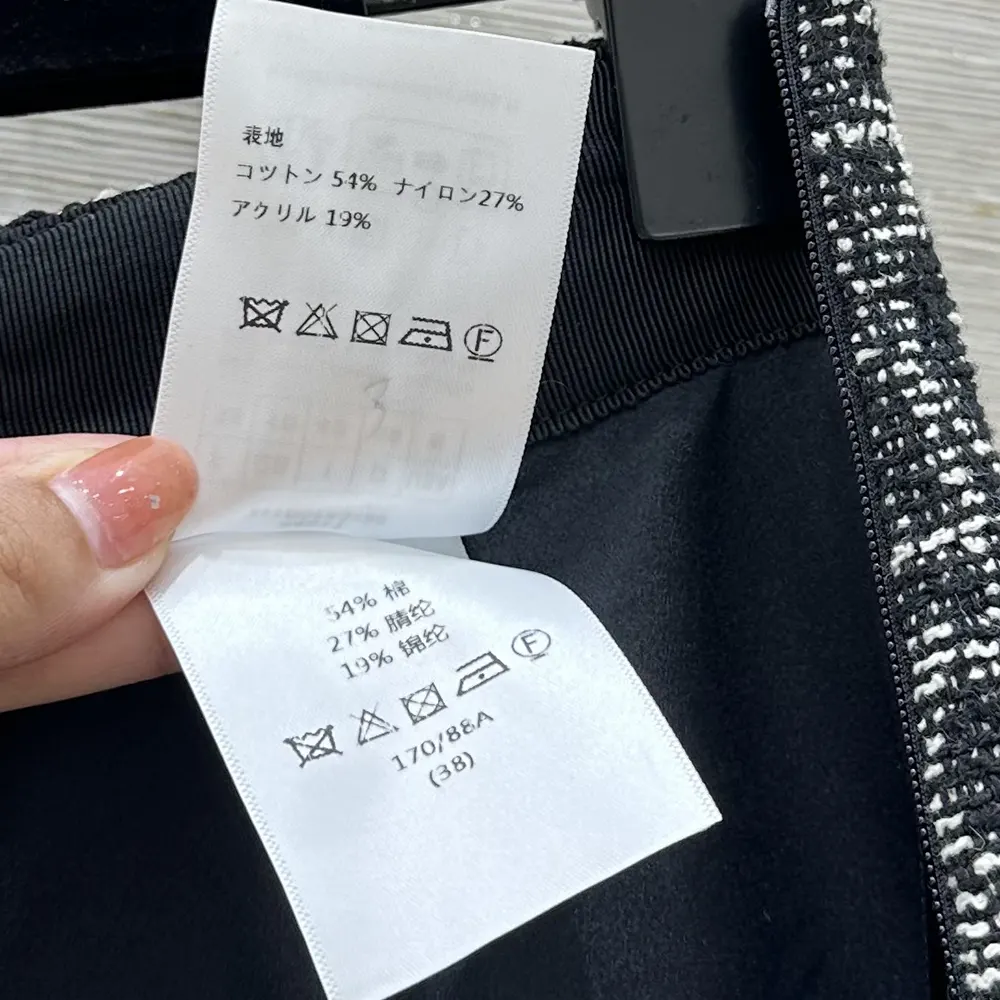 表地
コツトン 54% ナイロン27%
アクリル 19%
F
54% 棉
27% 腈纶
19% 锦纶
F
170/88A
(38)